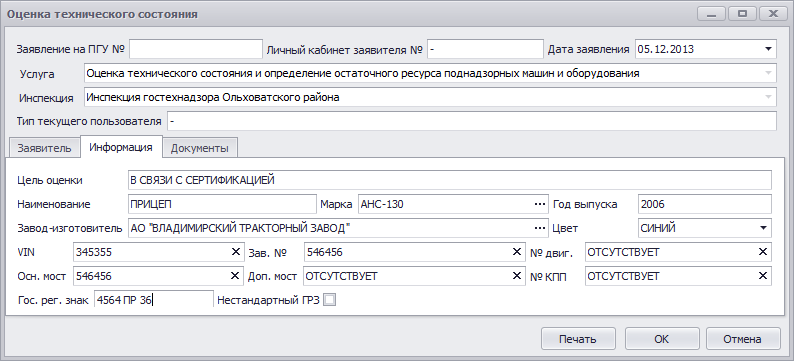 Оценка технического состояния
Заявление на ПГУ № Личный кабинет заявителя № - Дата заявления 05.12.2013
Услуга Оценка технического состояния и определение остаточного ресурса поднадзорных машин и оборудования
Инспекция Инспекция гостехнадзора Ольховатского района
Тип текущего пользователя -
Заявитель Информация Документы
Цель оценки В СВЯЗИ С СЕРТИФИКАЦИЕЙ
Наименование ПРИЦЕП Марка АНС-130 ... Год выпуска 2006
Завод-изготовитель АО "ВЛАДИМИРСКИЙ ТРАКТОРНЫЙ ЗАВОД" ... Цвет СИНИЙ
VIN 345355 Зав. № 546456 № двиг. ОТСУТСТВУЕТ
Осн. мост 546456 Доп. мост ОТСУТСТВУЕТ № КПП ОТСУТСТВУЕТ
Гос. рег. знак 4564 ПР 36 Нестандартный ГРЗ
Печать ОК Отмена